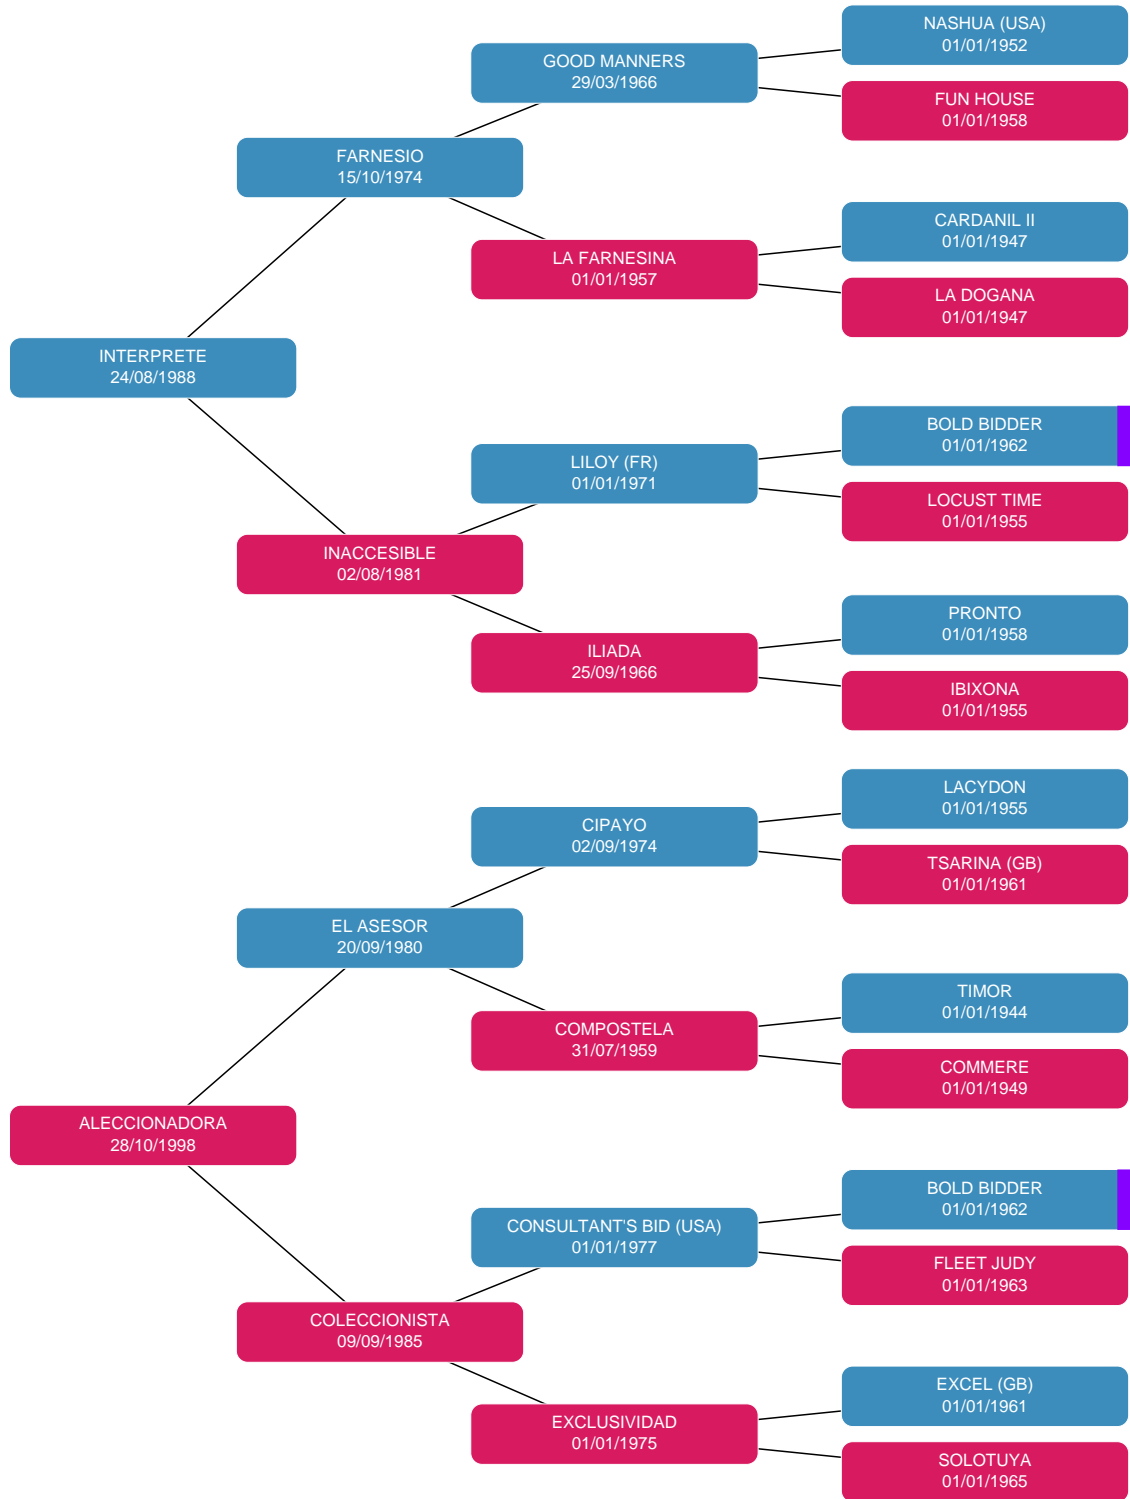 NASHUA (USA)
01/01/1952
GOOD MANNERS
29/03/1966
FUN HOUSE
01/01/1958
FARNESIO
15/10/1974
CARDANIL II
01/01/1947
LA FARNESINA
01/01/1957
LA DOGANA
01/01/1947
INTERPRETE
24/08/1988
BOLD BIDDER
01/01/1962
LILOY (FR)
01/01/1971
LOCUST TIME
01/01/1955
INACCESIBLE
02/08/1981
PRONTO
01/01/1958
ILIADA
25/09/1966
IBIXONA
01/01/1955
LACYDON
01/01/1955
CIPAYO
02/09/1974
TSARINA (GB)
01/01/1961
EL ASESOR
20/09/1980
TIMOR
01/01/1944
COMPOSTELA
31/07/1959
COMMERE
01/01/1949
ALECCIONADORA
28/10/1998
BOLD BIDDER
01/01/1962
CONSULTANT'S BID (USA)
01/01/1977
FLEET JUDY
01/01/1963
COLECCIONISTA
09/09/1985
EXCEL (GB)
01/01/1961
EXCLUSIVIDAD
01/01/1975
SOLOTUYA
01/01/1965